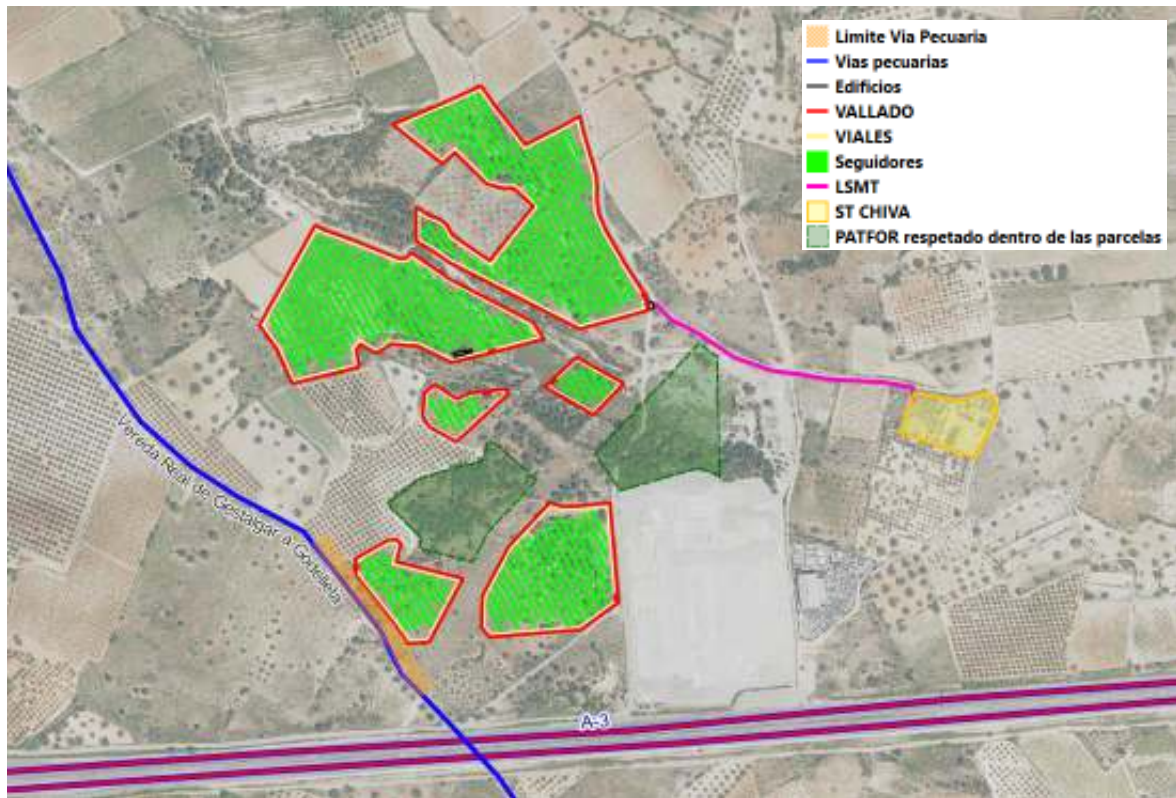 Limite Via Pecuaria
Vias pecuarias
Edificios
VALLADO
VIALES
Seguidores
LSMT
ST CHIVA
PATFOR respetado dentro de las parcelas
Vereda Real de Gestalgar a Godelleta
A-3